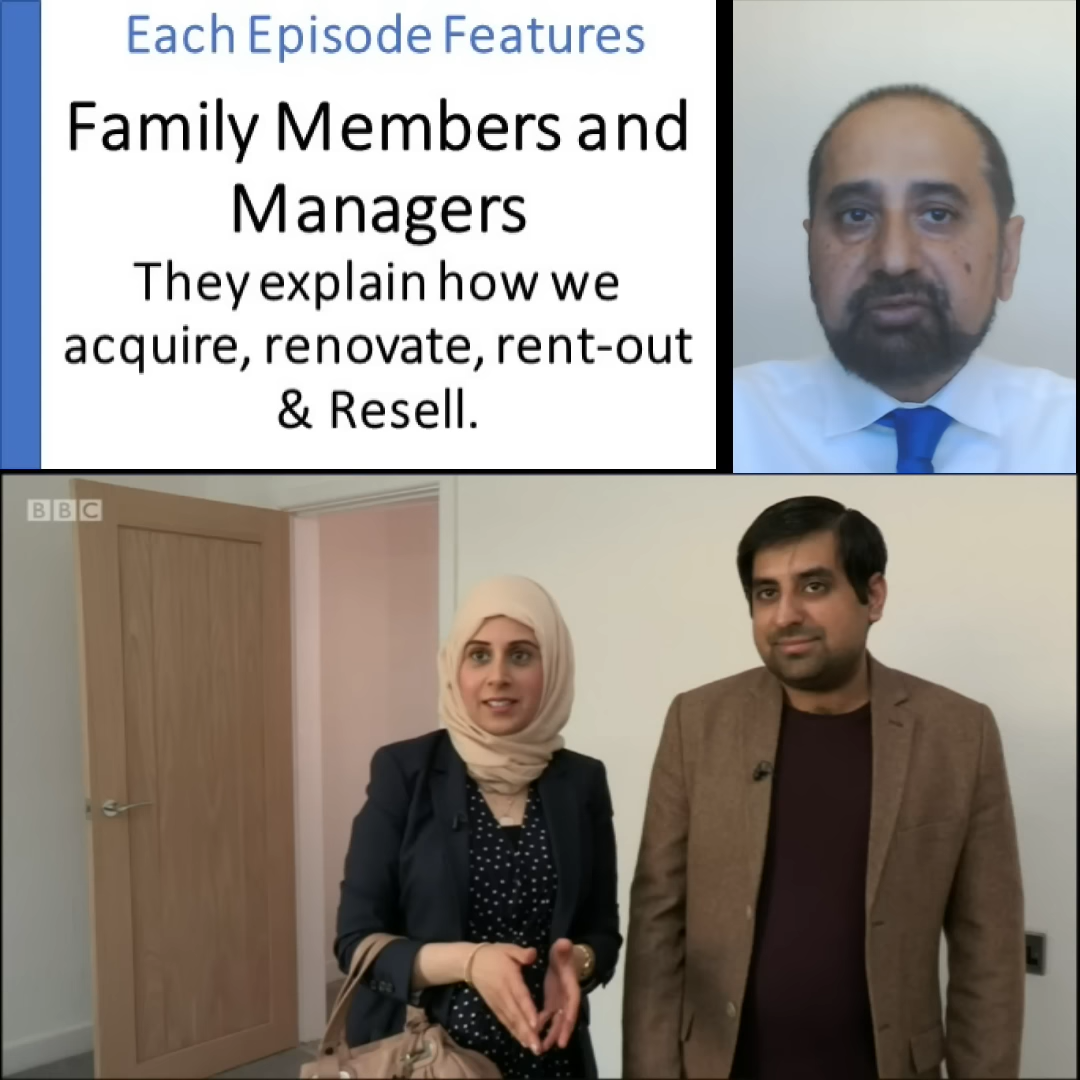 Each Episode Features
Family Members and
Managers
They explain how we
acquire, renovate, rent-out
& Resell.
BBC